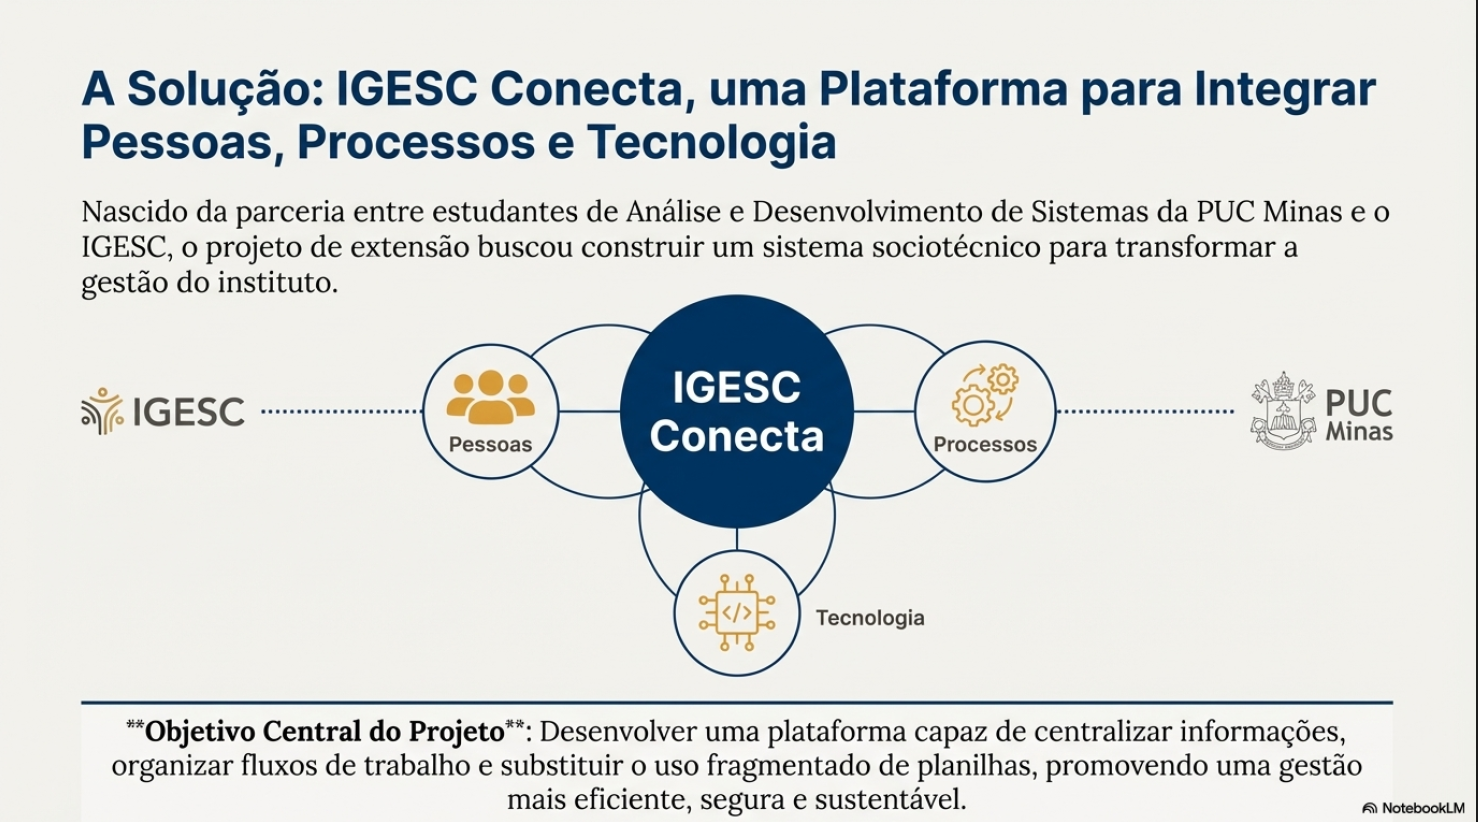 A Solução: IGESC Conecta, uma Plataforma para Integrar
Pessoas, Processos e Tecnologia
Nascido da parceria entre estudantes de Análise e Desenvolvimento de Sistemas da PUC Minas e o
IGESC, o projeto de extensão buscou construir um sistema sociotécnico para transformar a
gestão do instituto.
IGESC
Pessoas
IGESC
Conecta
Processos
PUC
Minas
</>
Tecnologia
**Objetivo Central do Projeto**: Desenvolver uma plataforma capaz de centralizar informações,
organizar fluxos de trabalho e substituir o uso fragmentado de planilhas, promovendo uma gestão
mais eficiente, segura e sustentável.
NotebookLM